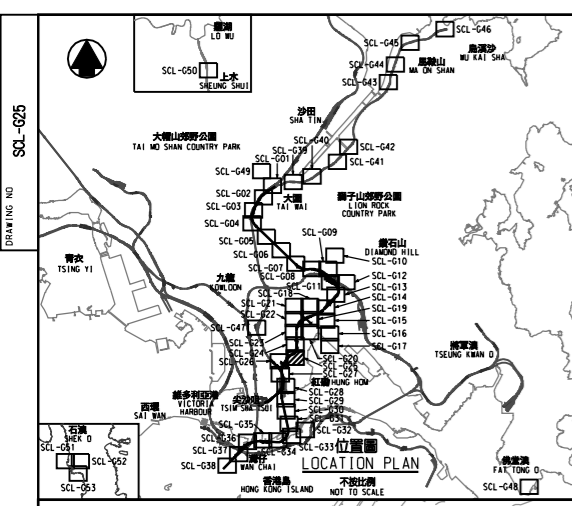 DRAWING NO
SCL-G25
羅湖
LO WU
SCL-G50
上水
SHEUNG SHUI
SCL-G46
SCL-G45
烏溪沙
WU KAI SHA
SCL-G44
馬鞍山
MA ON SHAN
SCL-G43
沙田
SHA TIN
大帽山郊野公園
TAI MO SHAN COUNTRY PARK
SCL-G40
SCL-G39
SCL-G42
SCL-G41
SCL-G49
SCL-G01
SCL-G02
SCL-G03
SCL-G04
大圍
TAI WAI
獅子山郊野公園
LION ROCK
COUNTRY PARK
SCL-G05
SCL-G06
SCL-G07
SCL-G08
SCL-G09
鑽石山
DIAMOND HILL
SCL-G10
SCL-G11
SCL-G12
SCL-G13
SCL-G14
青衣
TSING YI
九龍
KOWLOON
SCL-G18
SCL-G21
SCL-G22
SCL-G19
SCL-G15
SCL-G47
SCL-G16
SCL-G23
SCL-G17
SCL-G24
SCL-G20
SCL-G26
SCL-G25
SCL-G27
將軍澳
TSEUNG KWAN O
紅磡
HUNG HOM
SCL-G28
SCL-G29
SCL-G30
西環
SAI WAN
維多利亞港
VICTORIA
HARBOUR
尖沙咀
TSIM SHA TSUI
SCL-G32
SCL-G35
SCL-G36
SCL-G33
SCL-G34
SCL-G37
SCL-G38
灣仔
WAN CHAI
香港島
HONG KONG ISLAND
位置圖
LOCATION PLAN
不按比例
NOT TO SCALE
石澳
SHEK O
SCL-G51
SCL-G52
SCL-G53
FAT TONG O
SCL-G48